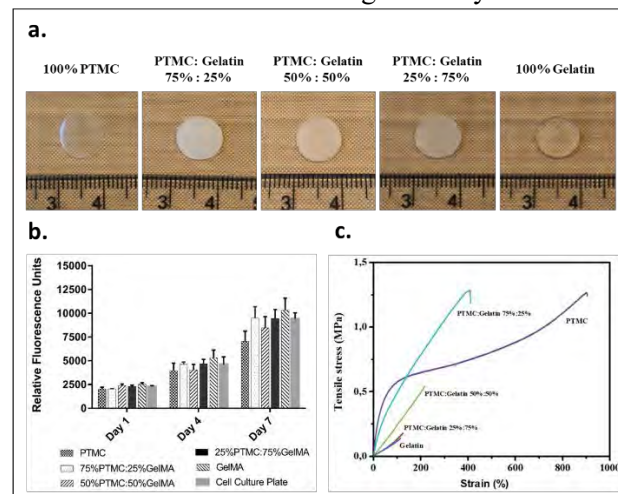 a.
100% PTMC
PTMC: Gelatin
75% : 25%
PTMC: Gelatin
50% : 50%
PTMC: Gelatin
25% : 75%
100% Gelatin
3 4
3 4
3 4
3 4
3 4
b.
Relative Fluorescence Units
15000
12500
10000
7500
5000
2500
0
Day 1
Day 4
Day 7
PTMC
75%PTMC:25%GelMA
50%PTMC:50%GelMA
25%PTMC:75%GelMA
GelMA
Cell Culture Plate
c.
Tensile stress (MPa)
1,5
1,0
0,5
0,0
0
200
400
600
800
1000
Strain (%)
PTMC:Gelatin 75%:25%
PTMC
PTMC:Gelatin 50%:50%
PTMC:Gelatin 25%:75%
Gelatin